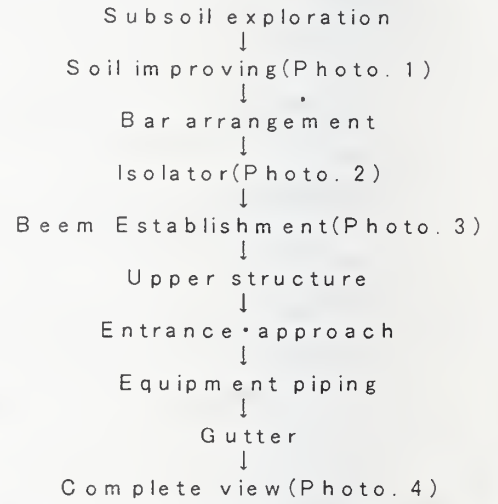 Subsoil exploration
↓
Soil improving(Photo. 1)
↓
Bar arrangement
↓
Isolator(Photo. 2)
↓
Beem Establishment(Photo. 3)
↓
Upper structure
↓
Entrance・approach
↓
Equipment piping
↓
Gutter
↓
Complete view(Photo. 4)